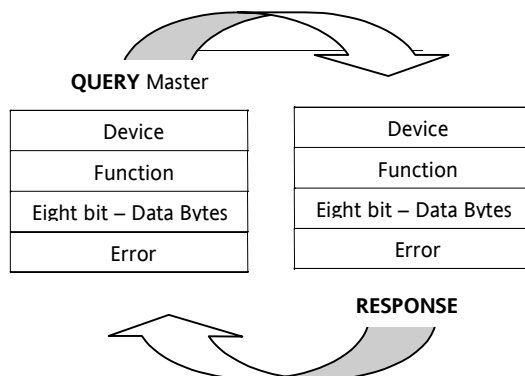 QUERY Master
Device
Function
Eight bit – Data Bytes
Error
Device
Function
Eight bit – Data Bytes
Error
RESPONSE